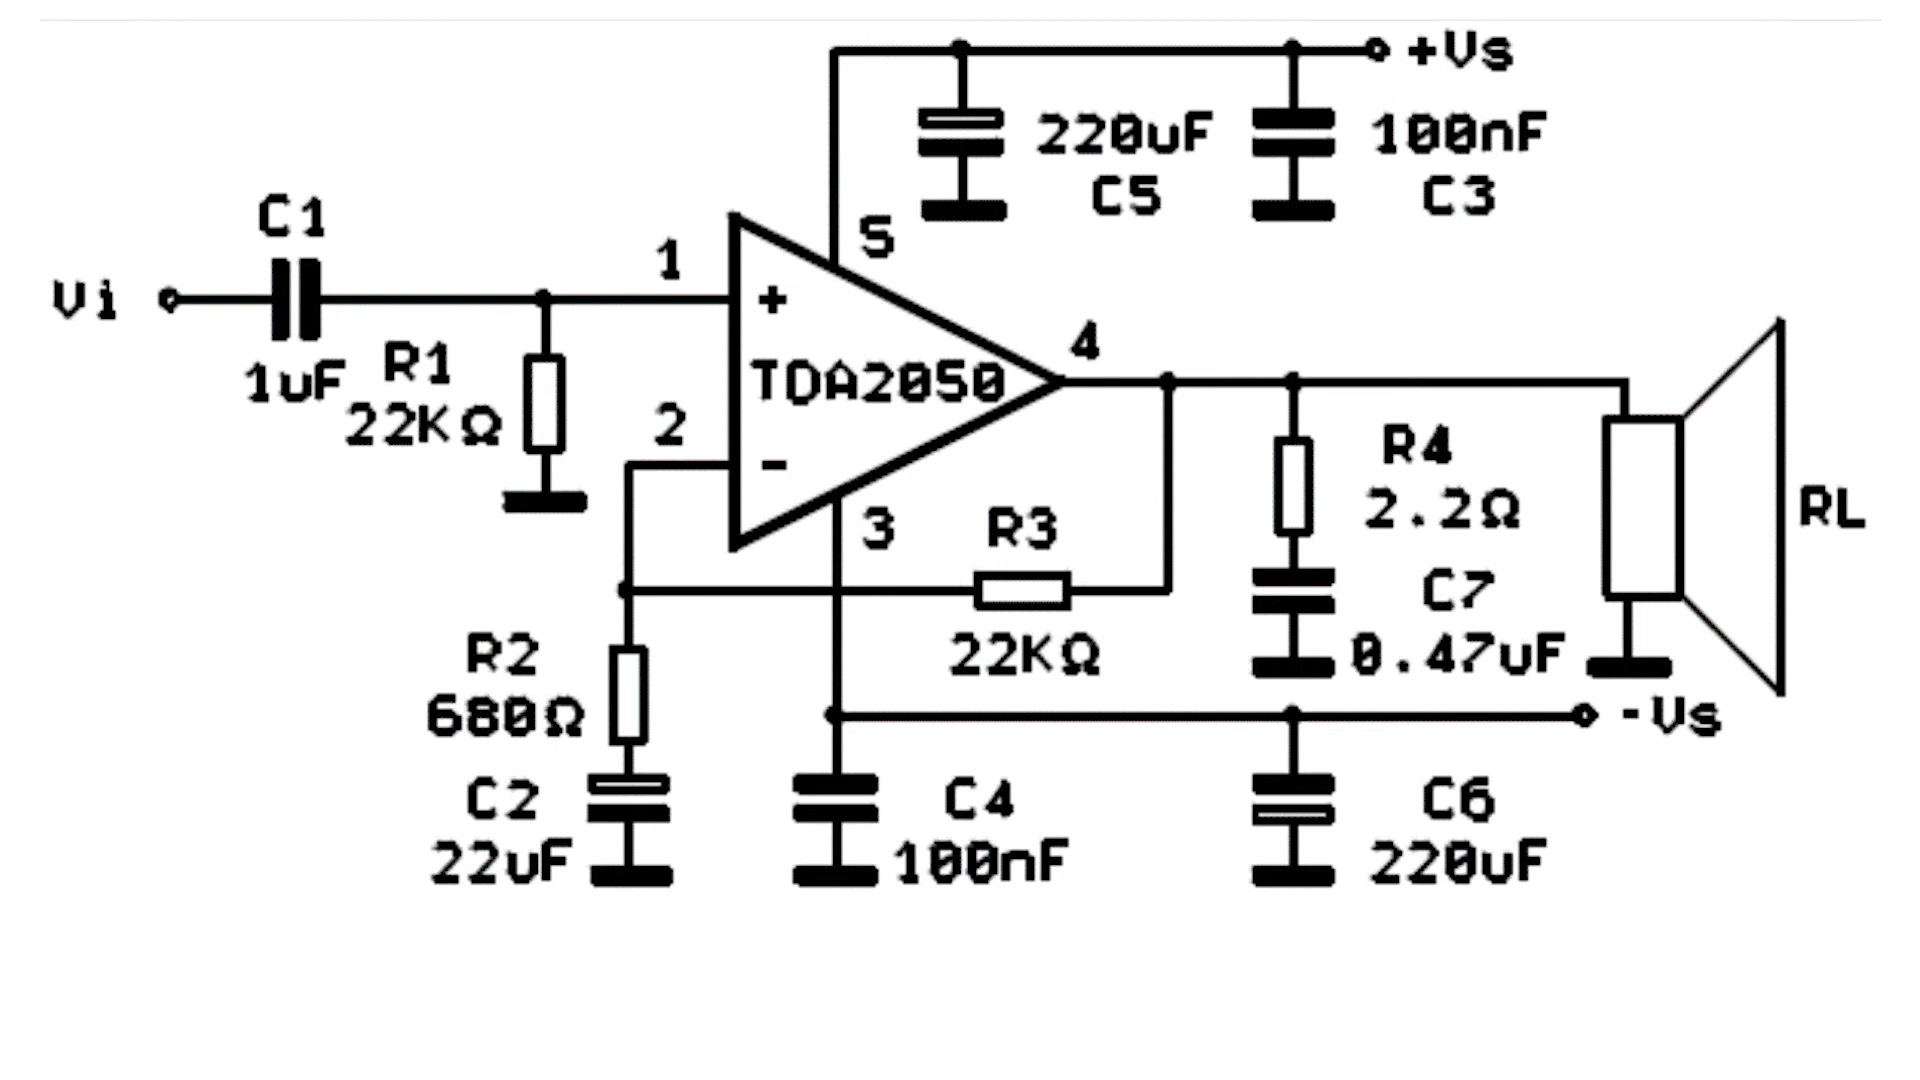 +Vs
220uF
100nF
C5
C3
C1
5
1
Vi
+
4
R1
1uF
TDA2050
22KΩ
2
R4
-
2.2Ω
RL
3
R3
C7
R2
22KΩ
0.47uF
680Ω
-Vs
C2
C4
C6
22uF
100nF
220uF